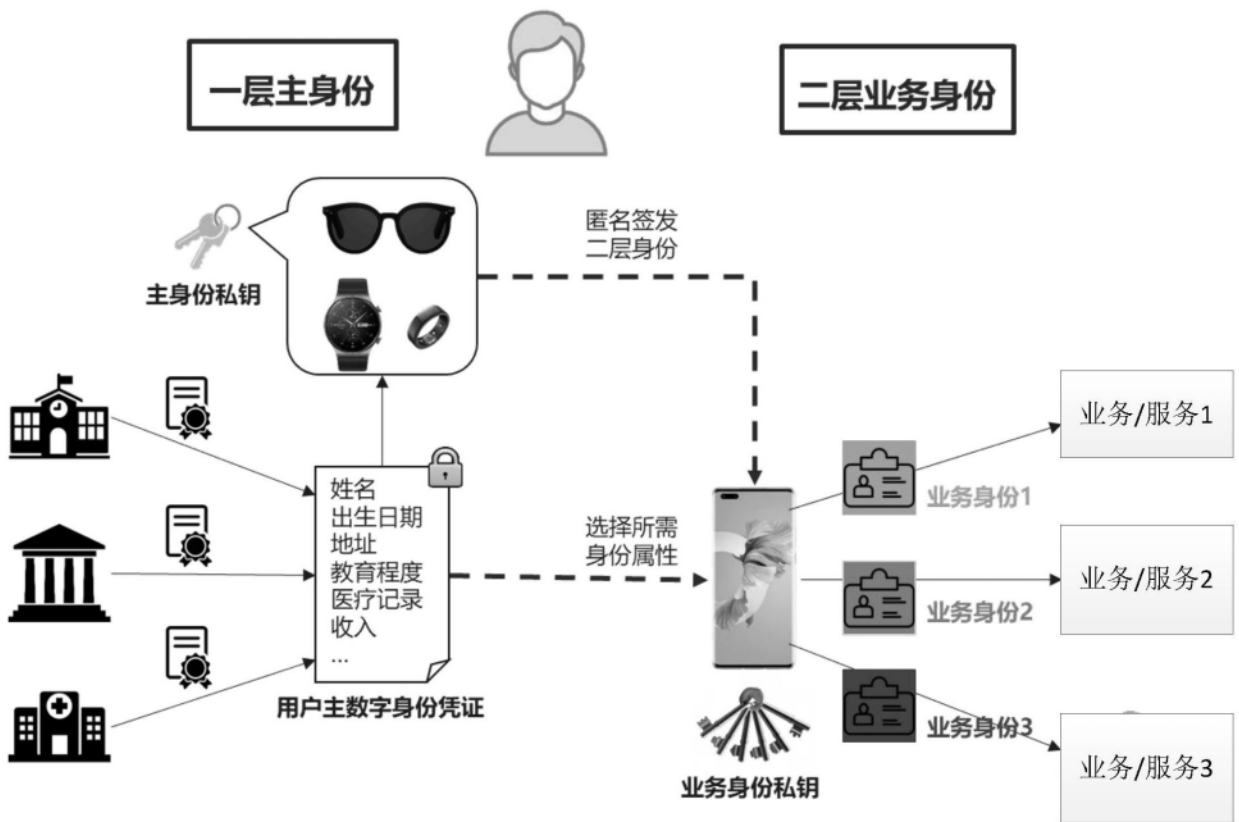 一层主身份
二层业务身份
主身份私钥
匿名签发
二层身份
姓名
出生日期
地址
教育程度
医疗记录
收入
...
用户主数字身份凭证
选择所需
身份属性
业务身份私钥
业务身份1
业务身份2
业务身份3
业务/服务1
业务/服务2
业务/服务3